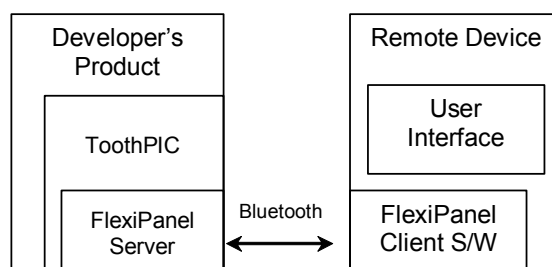 Developer's
Product
ToothPIC
FlexiPanel
Server
Bluetooth
Remote Device
User
Interface
FlexiPanel
Client S/W